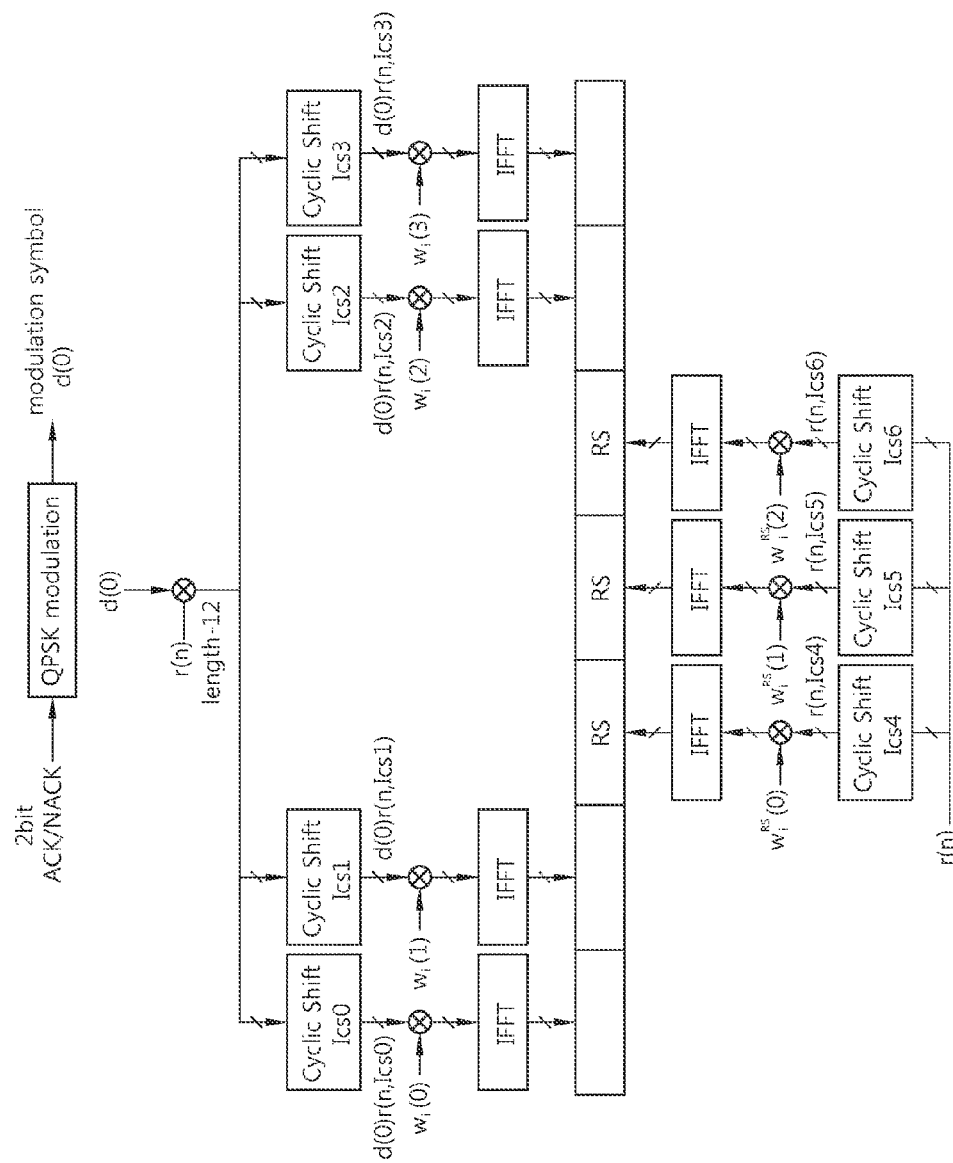 2bit
ACK/NACK
QPSK modulation
modulation symbol
d(0)
d(0)
r(n)
length-12
Cyclic Shift
Ics0
Cyclic Shift
Ics1
Cyclic Shift
Ics2
Cyclic Shift
Ics3
d(0)r(n,Ics0)
d(0)r(n,Ics1)
d(0)r(n,Ics2)
d(0)r(n,Ics3)
wᵢ(0)
wᵢ(1)
wᵢ(2)
wᵢ(3)
IFFT
IFFT
IFFT
IFFT
RS
RS
RS
IFFT
IFFT
IFFT
wᵢᴿˢ(0)
wᵢᴿˢ(1)
wᵢᴿˢ(2)
r(n,Ics4)
r(n,Ics5)
r(n,Ics6)
Cyclic Shift
Ics4
Cyclic Shift
Ics5
Cyclic Shift
Ics6
r(n)